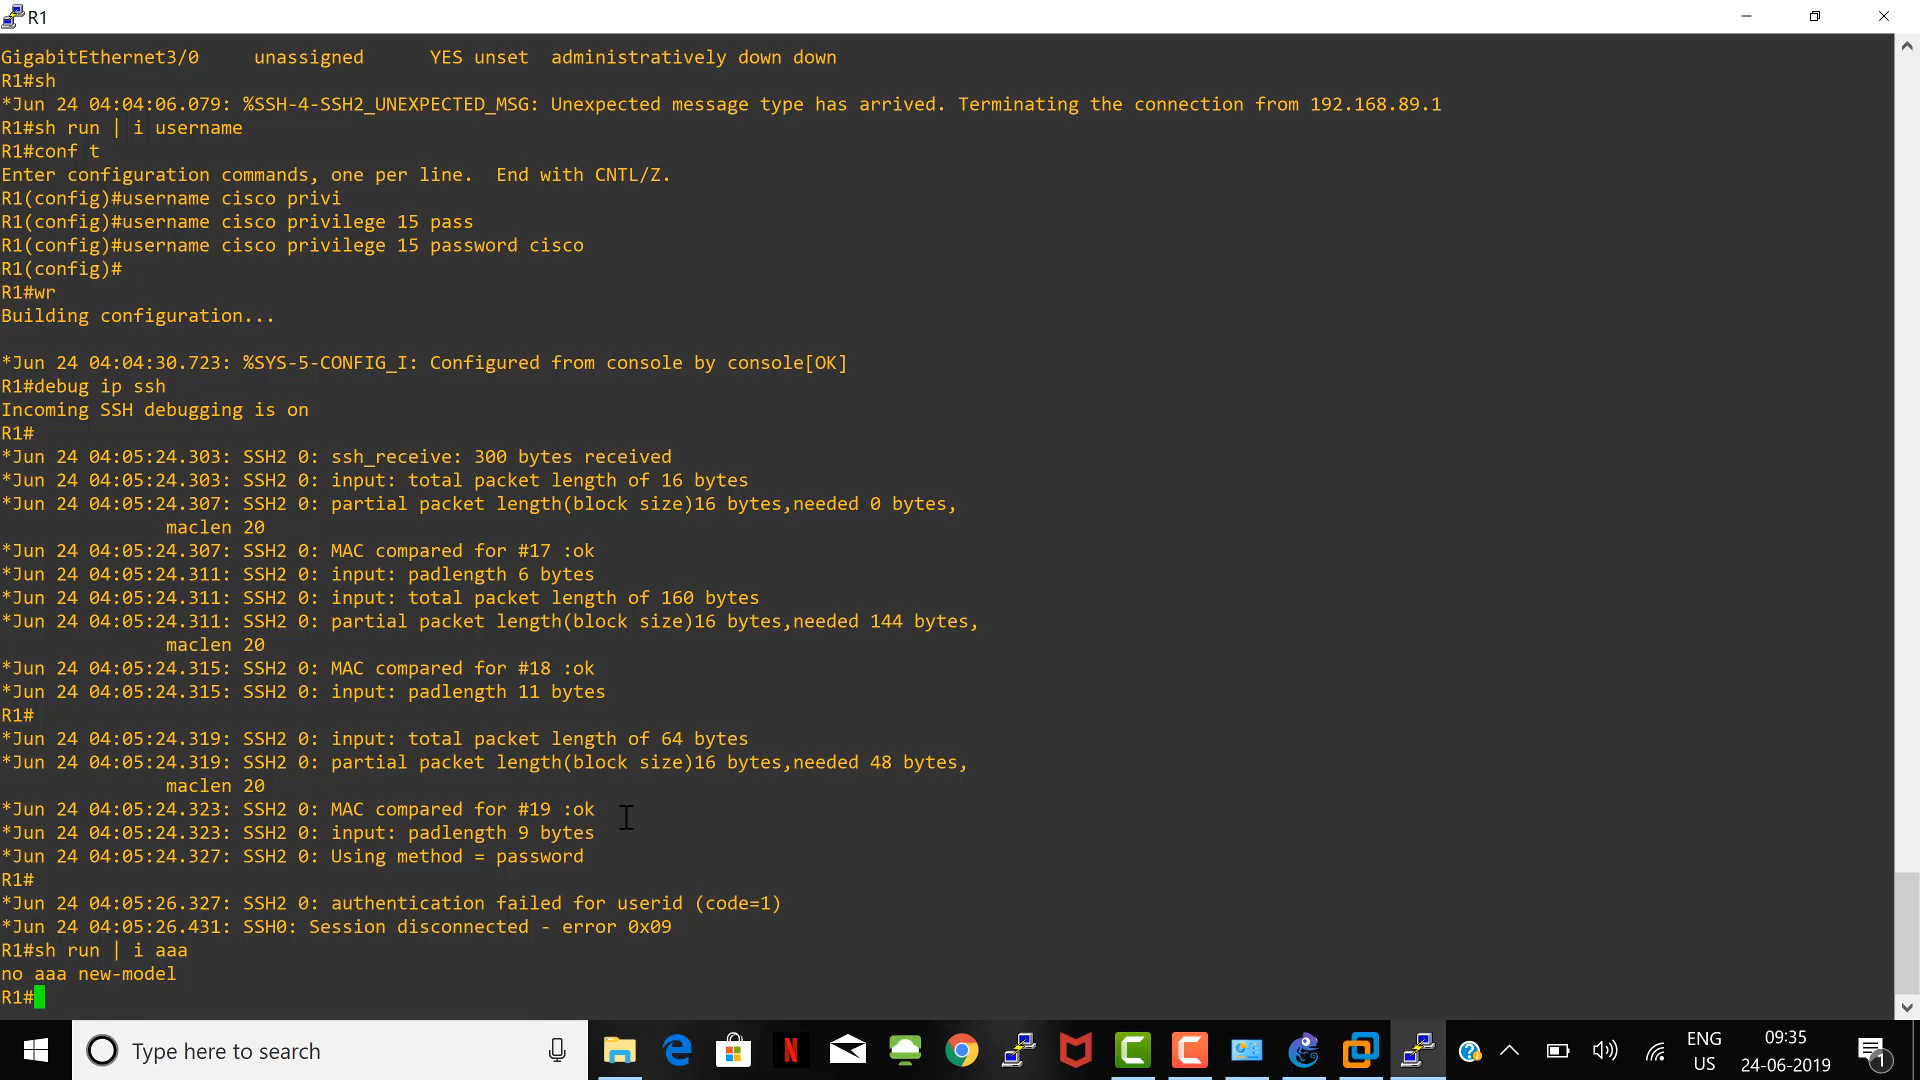 R1
GigabitEthernet3/0     unassigned      YES unset  administratively down down
R1#sh
*Jun 24 04:04:06.079: %SSH-4-SSH2_UNEXPECTED_MSG: Unexpected message type has arrived. Terminating the connection from 192.168.89.1
R1#sh run | i username
R1#conf t
Enter configuration commands, one per line.  End with CNTL/Z.
R1(config)#username cisco privi
R1(config)#username cisco privilege 15 pass
R1(config)#username cisco privilege 15 password cisco
R1(config)#
R1#wr
Building configuration...
*Jun 24 04:04:30.723: %SYS-5-CONFIG_I: Configured from console by console[OK]
R1#debug ip ssh
Incoming SSH debugging is on
R1#
*Jun 24 04:05:24.303: SSH2 0: ssh_receive: 300 bytes received
*Jun 24 04:05:24.303: SSH2 0: input: total packet length of 16 bytes
*Jun 24 04:05:24.307: SSH2 0: partial packet length(block size)16 bytes,needed 0 bytes,
maclen 20
*Jun 24 04:05:24.307: SSH2 0: MAC compared for #17 :ok
*Jun 24 04:05:24.311: SSH2 0: input: padlength 6 bytes
*Jun 24 04:05:24.311: SSH2 0: input: total packet length of 160 bytes
*Jun 24 04:05:24.311: SSH2 0: partial packet length(block size)16 bytes,needed 144 bytes,
maclen 20
*Jun 24 04:05:24.315: SSH2 0: MAC compared for #18 :ok
*Jun 24 04:05:24.315: SSH2 0: input: padlength 11 bytes
R1#
*Jun 24 04:05:24.319: SSH2 0: input: total packet length of 64 bytes
*Jun 24 04:05:24.319: SSH2 0: partial packet length(block size)16 bytes,needed 48 bytes,
maclen 20
*Jun 24 04:05:24.323: SSH2 0: MAC compared for #19 :ok
*Jun 24 04:05:24.323: SSH2 0: input: padlength 9 bytes
*Jun 24 04:05:24.327: SSH2 0: Using method = password
R1#
*Jun 24 04:05:26.327: SSH2 0: authentication failed for userid (code=1)
*Jun 24 04:05:26.431: SSH0: Session disconnected - error 0x09
R1#sh run | i aaa
no aaa new-model
R1#
Type here to search
ENG
US
09:35
24-06-2019
1